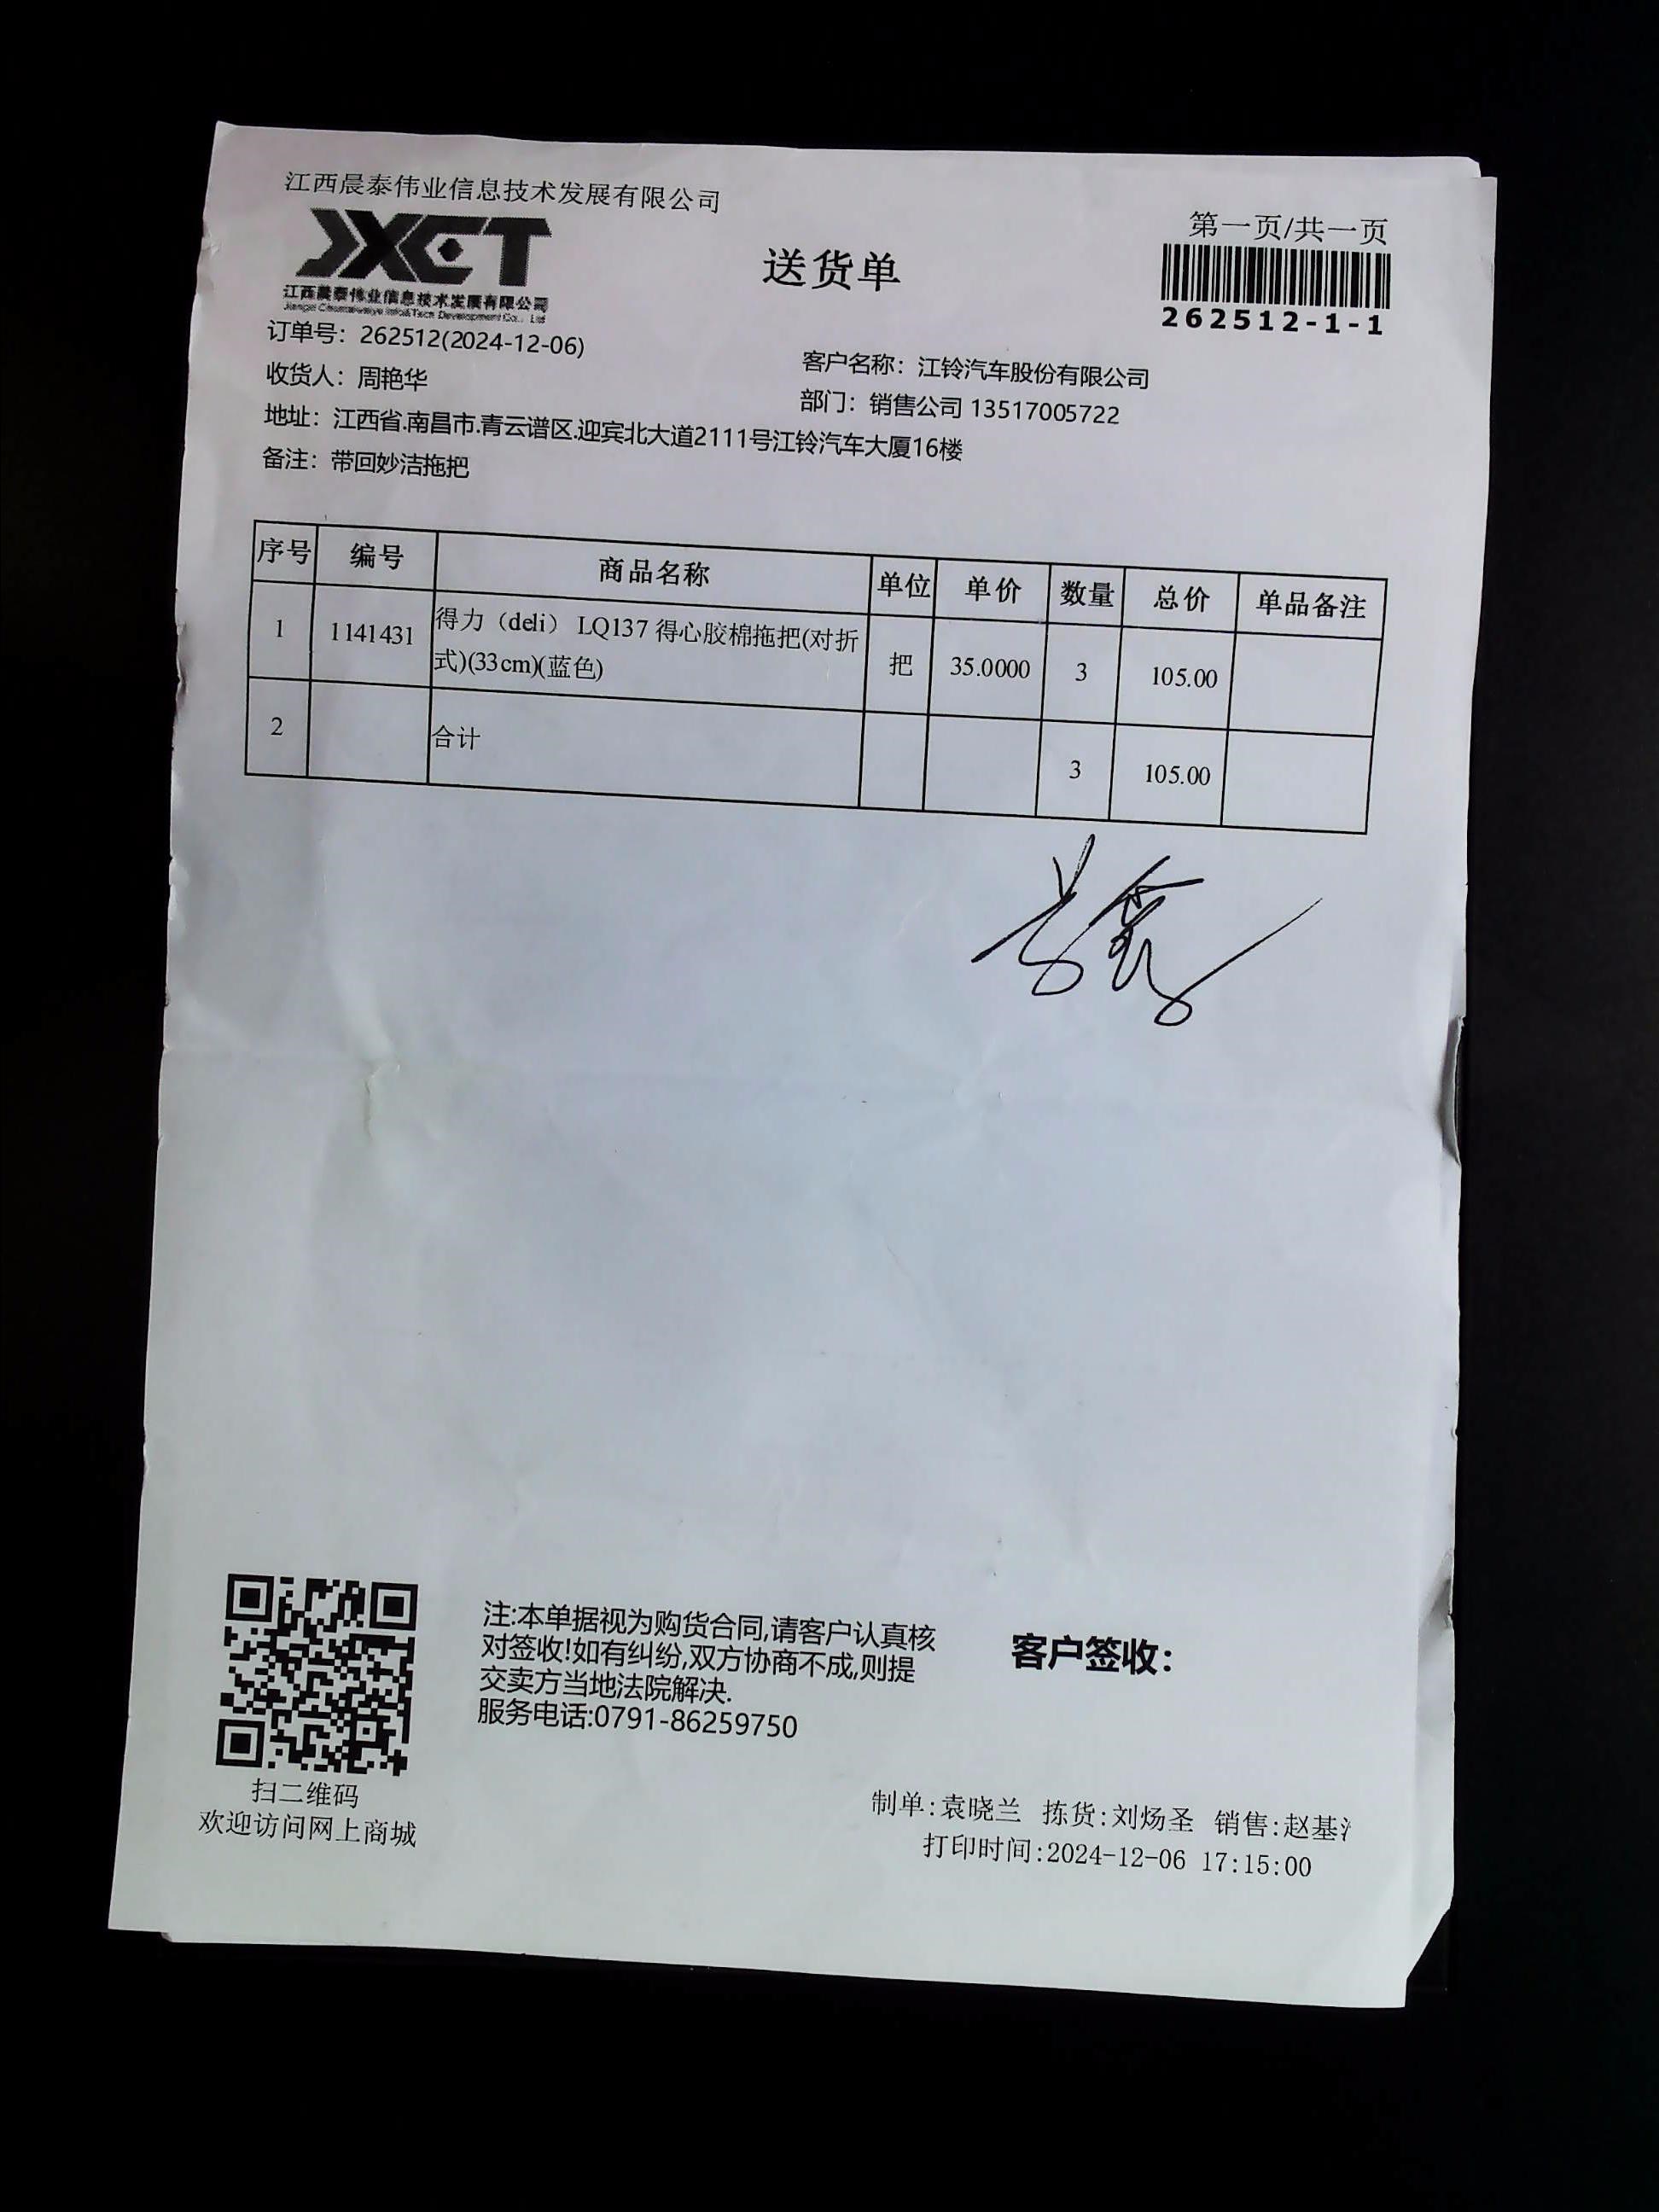 江西晨泰伟业信息技术发展有限公司
JXCT
江西晨泰伟业信息技术发展有限公司
送货单
第一页/共一页
262512-1-1
订单号：262512(2024-12-06)
客户名称：江铃汽车股份有限公司
收货人：周艳华
部门：销售公司 13517005722
地址：江西省.南昌市.青云谱区.迎宾北大道2111号江铃汽车大厦16楼
备注：带回妙洁拖把
序号 编号 商品名称 单位 单价 数量 总价 单品备注
1 1141431 得力（deli） LQ137 得心胶棉拖把(对折
式)(33cm)(蓝色) 把 35.0000 3 105.00
2 合计 3 105.00
注:本单据视为购货合同,请客户认真核
对签收!如有纠纷,双方协商不成,则提
交卖方当地法院解决.
服务电话:0791-86259750
客户签收：
扫二维码
欢迎访问网上商城
制单:袁晓兰 拣货:刘炀圣 销售:赵基
打印时间:2024-12-06 17:15:00